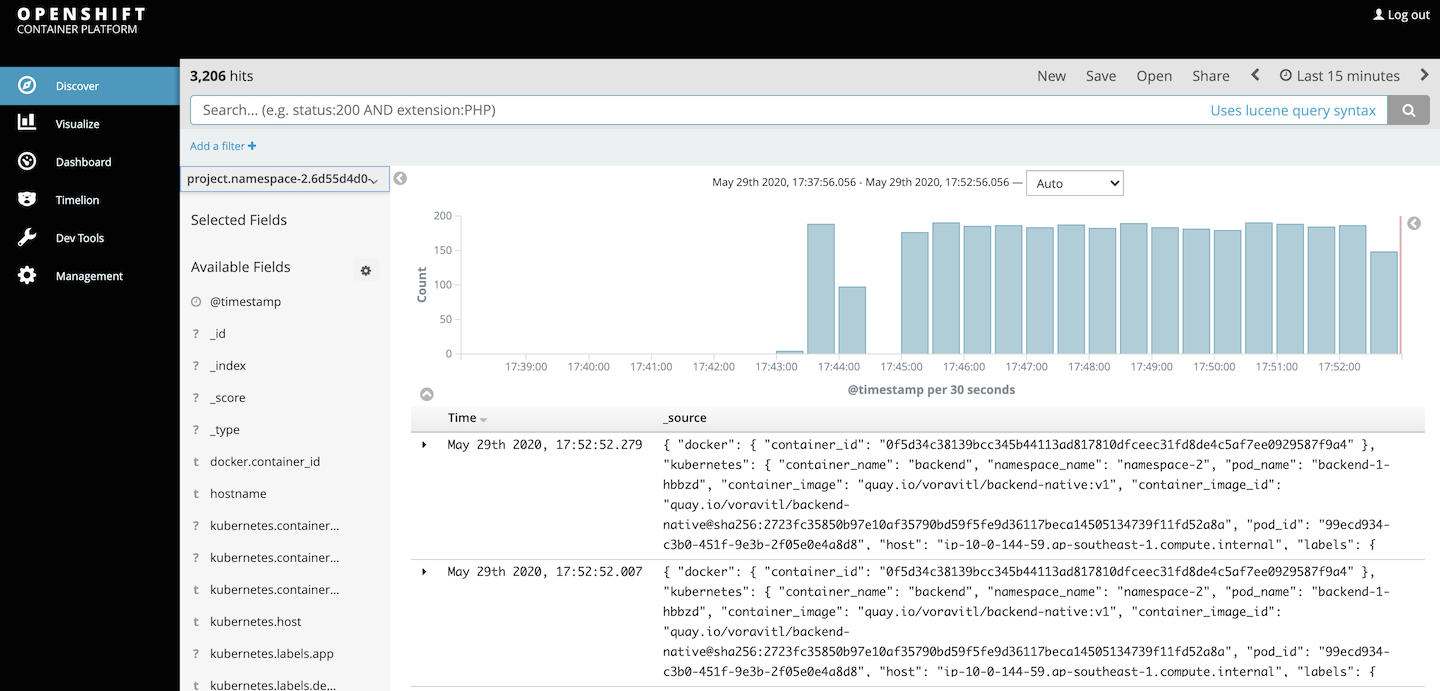 OPENSHIFT
CONTAINER PLATFORM
Log out
Discover
Visualize
Dashboard
Timelion
Dev Tools
Management
3,206 hits
New Save Open Share Last 15 minutes
Search... (e.g. status:200 AND extension:PHP) Uses lucene query syntax
Add a filter +
project.namespace-2.6d55d4d0-
Selected Fields
Available Fields
@timestamp
? _id
? _index
? _score
? _type
t docker.container_id
t hostname
? kubernetes.container...
? kubernetes.container...
t kubernetes.container...
t kubernetes.host
t kubernetes.labels.app
t kubernetes.labels.de...
May 29th 2020, 17:37:56.056 - May 29th 2020, 17:52:56.056 — Auto
Count
200
150
100
50
0
17:39:00 17:40:00 17:41:00 17:42:00 17:43:00 17:44:00 17:45:00 17:46:00 17:47:00 17:48:00 17:49:00 17:50:00 17:51:00 17:52:00
@timestamp per 30 seconds
Time _source
May 29th 2020, 17:52:52.279 { "docker": { "container_id": "0f5d34c38139bcc345b44113ad817810dfceec31fd8de4c5af7ee0929587f9a4" },
"kubernetes": { "container_name": "backend", "namespace_name": "namespace-2", "pod_name": "backend-1-
hbbzd", "container_image": "quay.io/voravitl/backend-native:v1", "container_image_id":
"quay.io/voravitl/backend-
native@sha256:2723fc35850b97e10af35790bd59f5fe9d36117beca14505134739f11fd52a8a", "pod_id": "99ecd934-
c3b0-451f-9e3b-2f05e0e4a8d8", "host": "ip-10-0-144-59.ap-southeast-1.compute.internal", "labels": {
May 29th 2020, 17:52:52.007 { "docker": { "container_id": "0f5d34c38139bcc345b44113ad817810dfceec31fd8de4c5af7ee0929587f9a4" },
"kubernetes": { "container_name": "backend", "namespace_name": "namespace-2", "pod_name": "backend-1-
hbbzd", "container_image": "quay.io/voravitl/backend-native:v1", "container_image_id":
"quay.io/voravitl/backend-
native@sha256:2723fc35850b97e10af35790bd59f5fe9d36117beca14505134739f11fd52a8a", "pod_id": "99ecd934-
c3b0-451f-9e3b-2f05e0e4a8d8", "host": "ip-10-0-144-59.ap-southeast-1.compute.internal", "labels": {